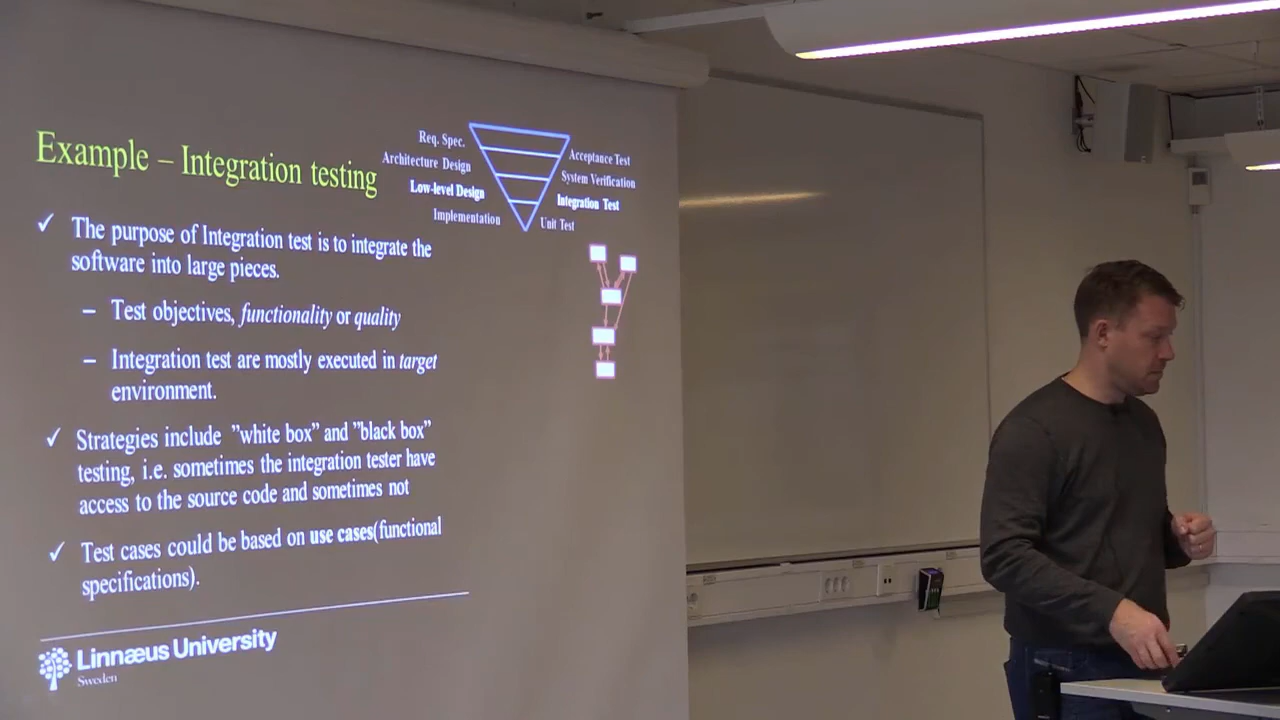 Example – Integration testing
Req. Spec.
Architecture Design
Low-level Design
Implementation
Acceptance Test
System Verification
Integration Test
Unit Test
✓ The purpose of Integration test is to integrate the
software into large pieces.
– Test objectives, functionality or quality
– Integration test are mostly executed in target
environment.
✓ Strategies include ”white box” and ”black box”
testing, i.e. sometimes the integration tester have
access to the source code and sometimes not
✓ Test cases could be based on use cases(functional
specifications).
Linnæus University
Sweden